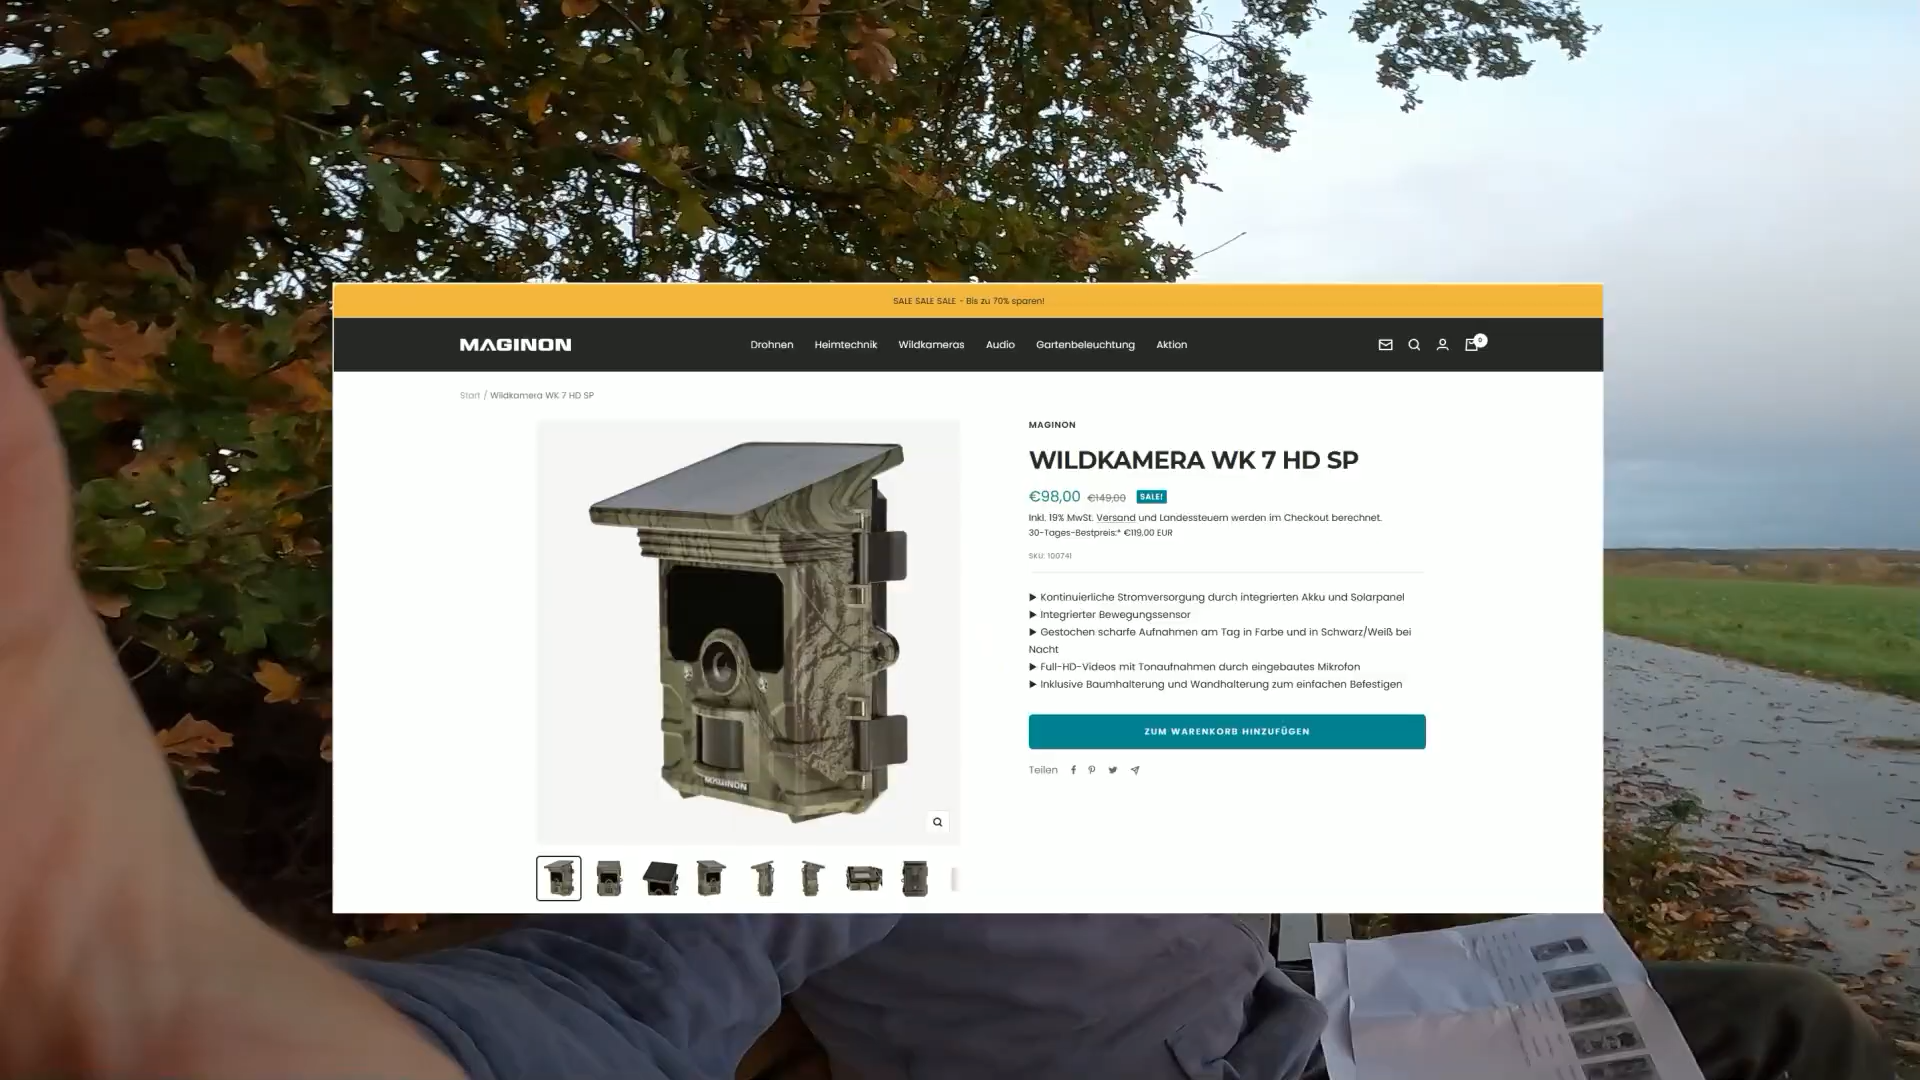 SALE SALE SALE - Bis zu 70% sparen!
MAGINON
Drohnen Heimtechnik Wildkameras Audio Gartenbeleuchtung Aktion
0
Start / Wildkamera WK 7 HD SP
MAGINON
WILDKAMERA WK 7 HD SP
€98,00 €149,00 SALE!
Inkl. 19% MwSt. Versand und Landessteuern werden im Checkout berechnet.
30-Tages-Bestpreis:* €119,00 EUR
SKU: 100741
▶ Kontinuierliche Stromversorgung durch integrierten Akku und Solarpanel
▶ Integrierter Bewegungssensor
▶ Gestochen scharfe Aufnahmen am Tag in Farbe und in Schwarz/Weiß bei
Nacht
▶ Full-HD-Videos mit Tonaufnahmen durch eingebautes Mikrofon
▶ Inklusive Baumhalterung und Wandhalterung zum einfachen Befestigen
ZUM WARENKORB HINZUFÜGEN
Teilen
MAGINON